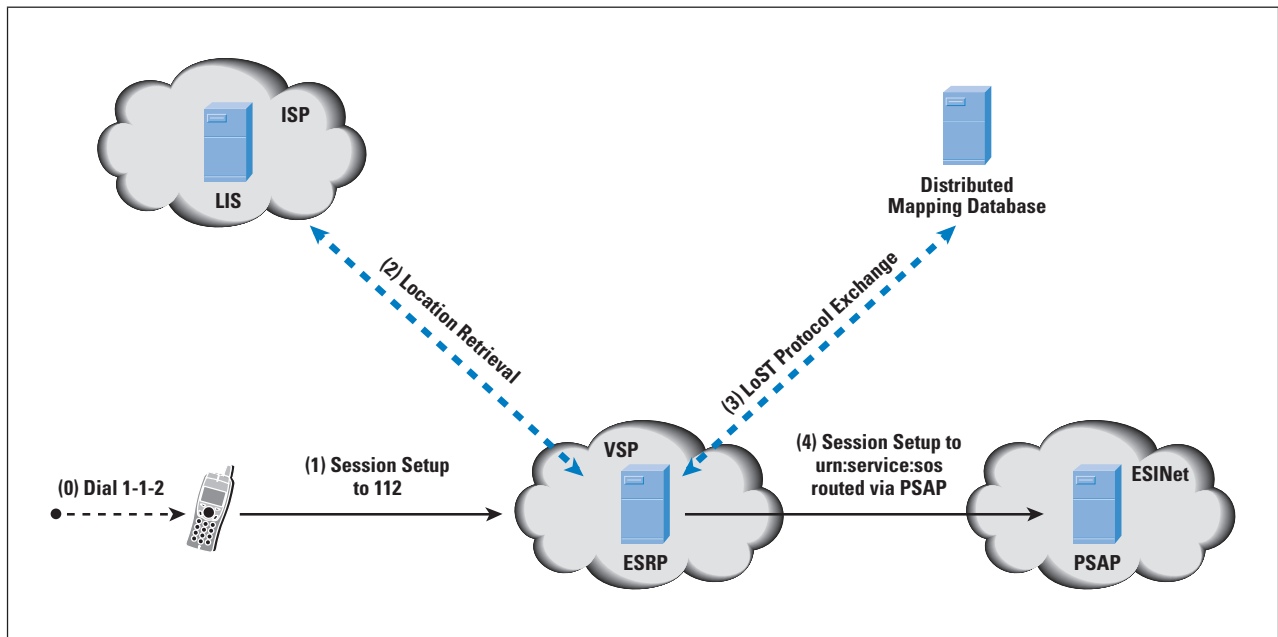 ISP
LIS
Distributed
Mapping Database
(2) Location Retrieval
(3) LoST Protocol Exchange
(0) Dial 1-1-2
(1) Session Setup
to 112
VSP
ESRP
(4) Session Setup to
urn:service:sos
routed via PSAP
ESINet
PSAP